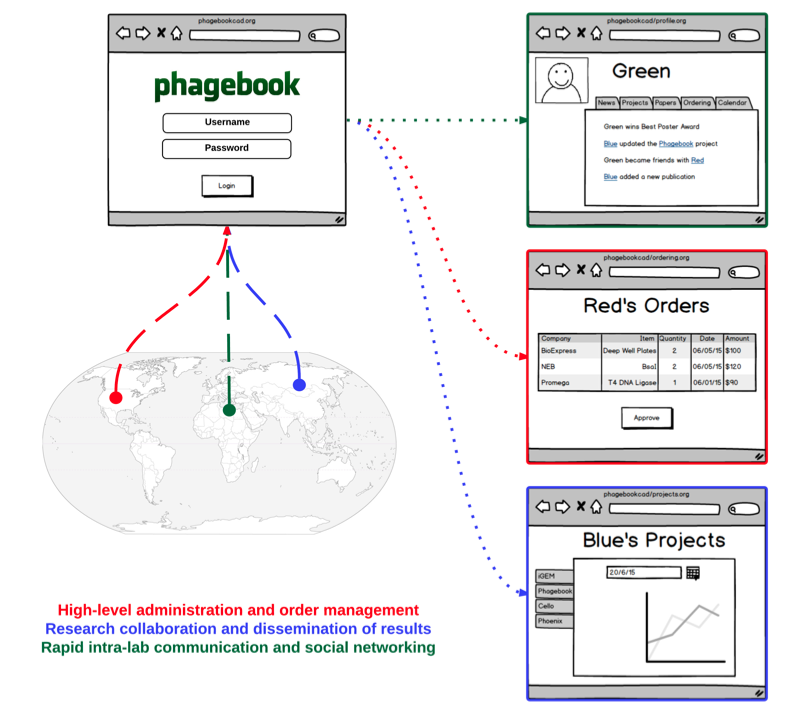 phagebookcad.org
phagebook
Username
Password
Login
High-level administration and order management
Research collaboration and dissemination of results
Rapid intra-lab communication and social networking
phagebookcad/profile.org
Green
News Projects Papers Ordering Calendar
Green wins Best Poster Award
Blue updated the Phagebook project
Green became friends with Red
Blue added a new publication
phagebookcad/ordering.org
Red's Orders
Company Item Quantity Date Amount
BioExpress Deep Well Plates 2 06/05/15 $100
NEB BsaI 2 06/05/15 $120
Promega T4 DNA Ligase 1 06/01/15 $90
Approve
phagebookcad/projects.org
Blue's Projects
20/6/15
iGEM
Phagebook
Cello
Phoenix